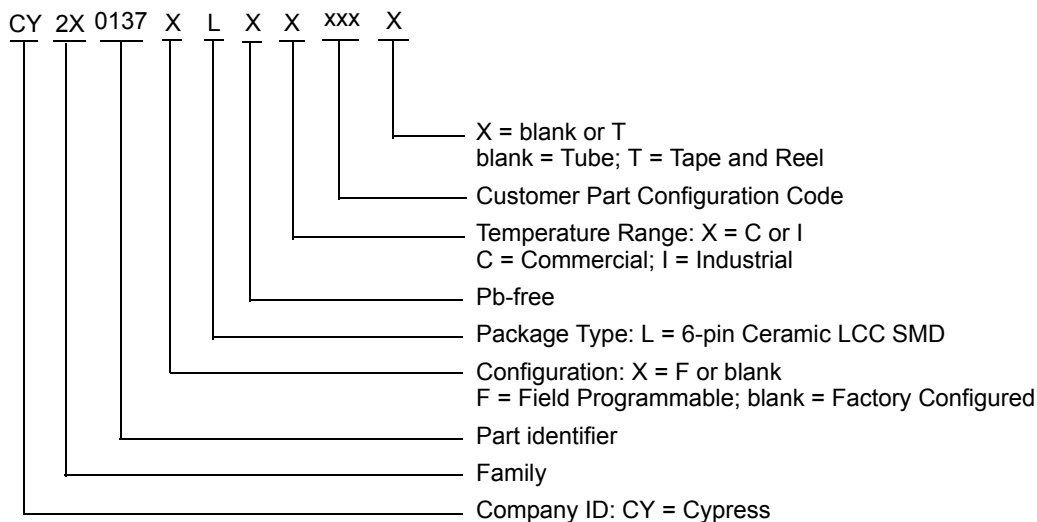 CY 2X 0137 X L X X xxx X
X = blank or T
blank = Tube; T = Tape and Reel
Customer Part Configuration Code
Temperature Range: X = C or I
C = Commercial; I = Industrial
Pb-free
Package Type: L = 6-pin Ceramic LCC SMD
Configuration: X = F or blank
F = Field Programmable; blank = Factory Configured
Part identifier
Family
Company ID: CY = Cypress